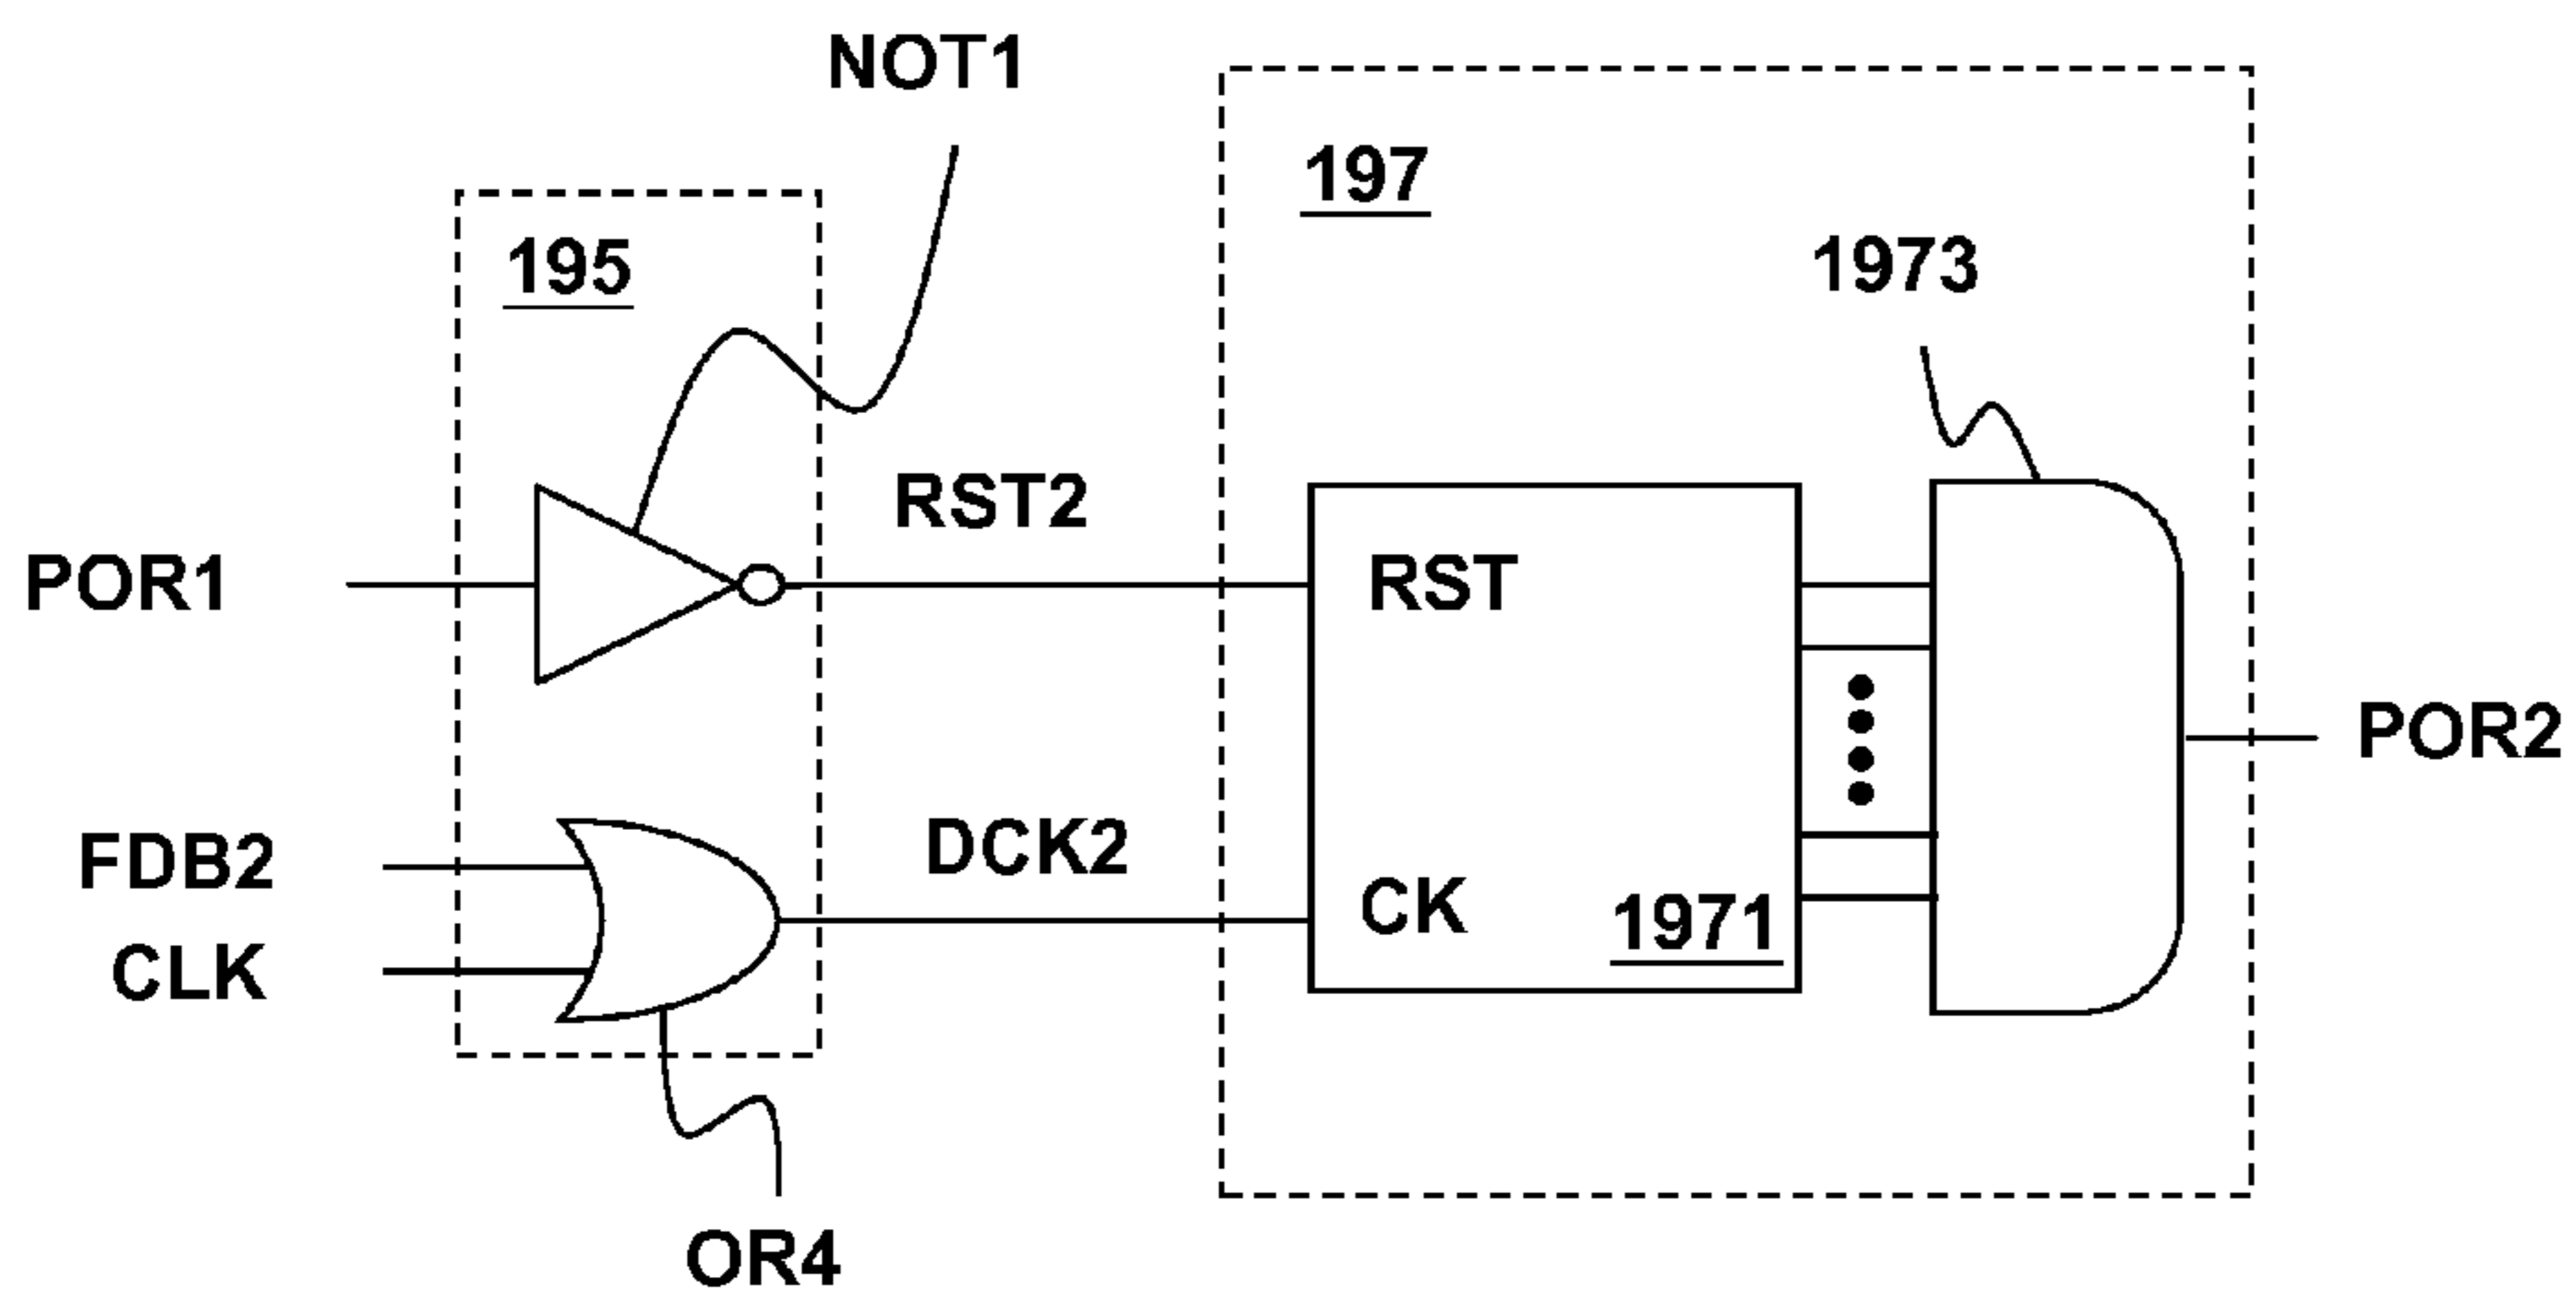 NOT1
197
195
1973
RST2
POR1
RST
POR2
FDB2
DCK2
CK
1971
CLK
OR4